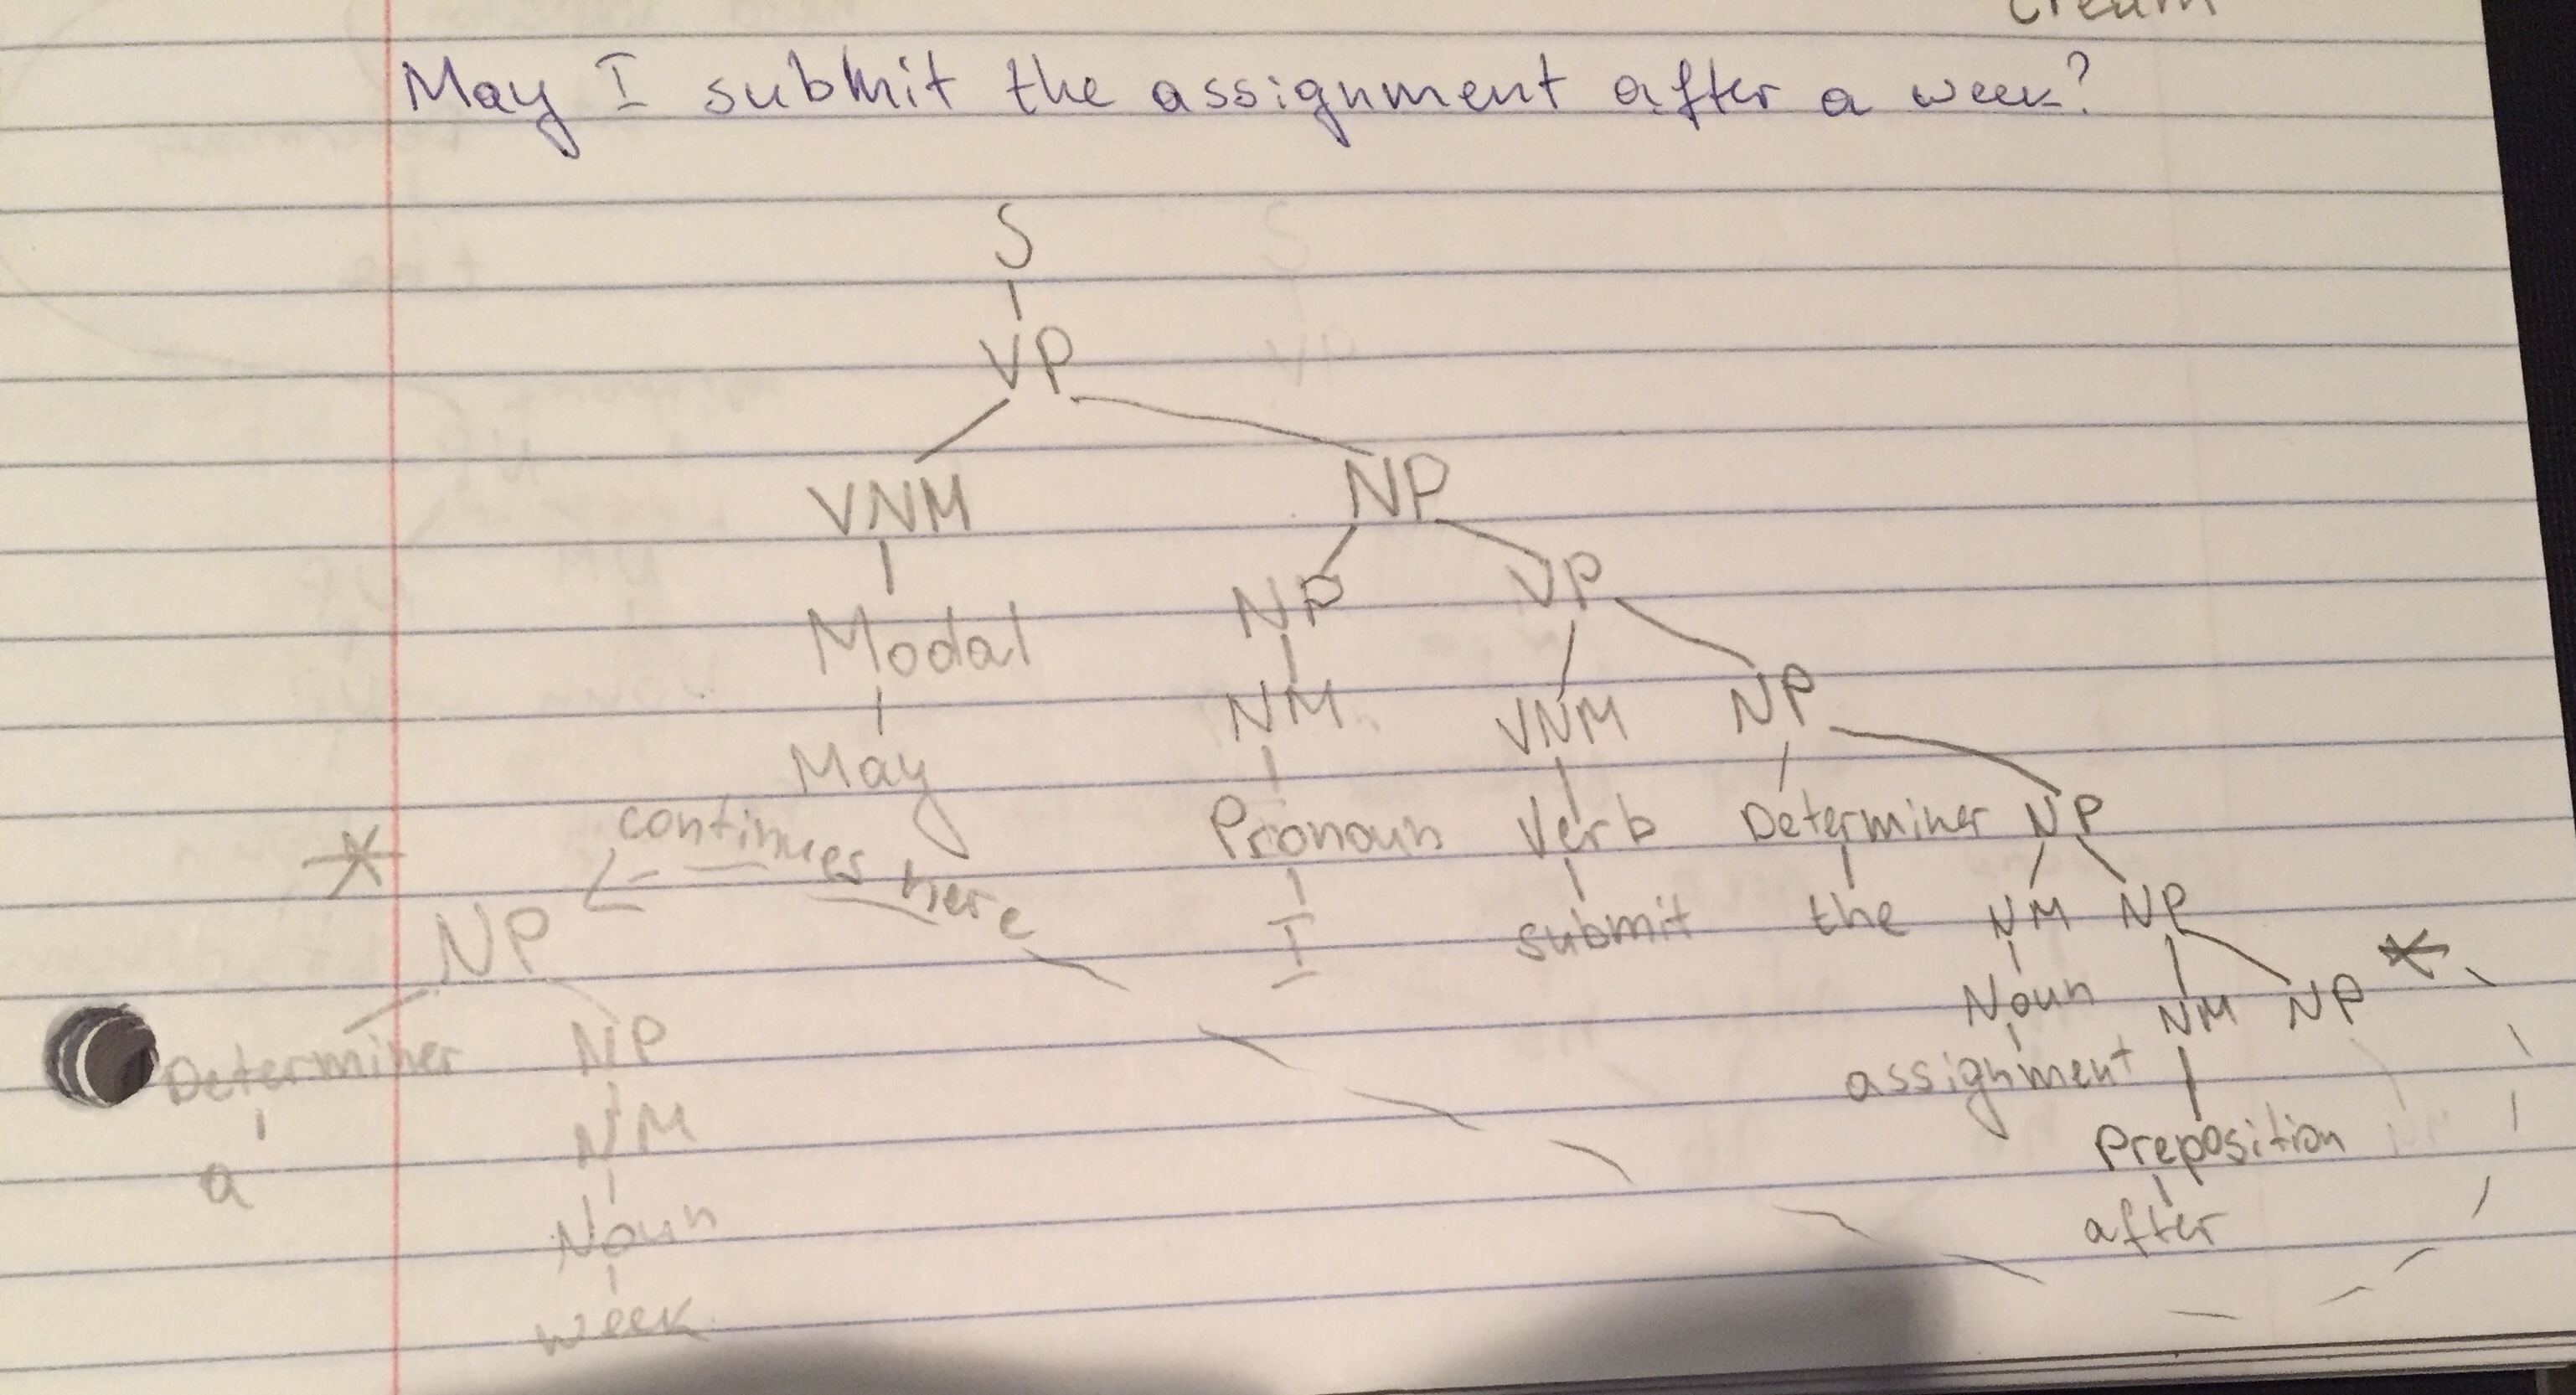 cream
May I submit the assignment after a week?
S
VP
VNM NP
NP VP
Modal
NM VNM NP
May
continues here
Pronoun Verb Determiner NP
*
I submit the NM NP
NP
*
Noun NM NP
Determiner NP
assignment
NM
Preposition
a
after
Noun
week